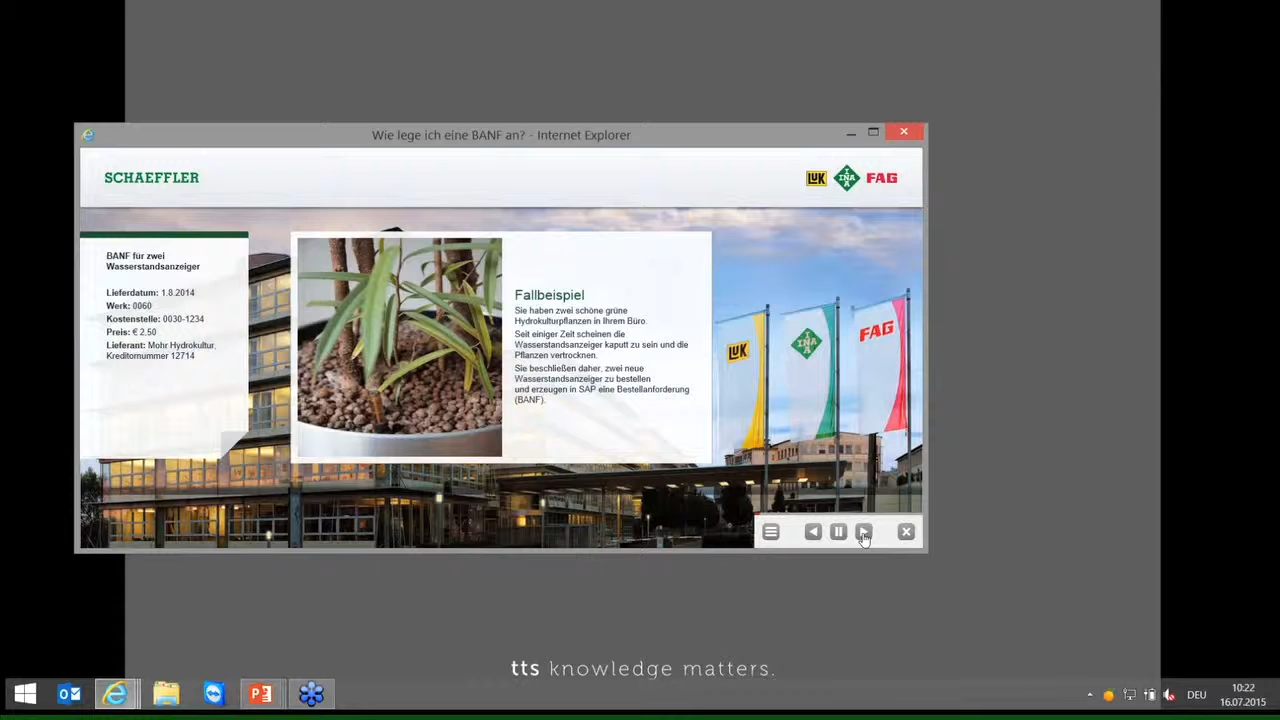 Wie lege ich eine BANF an? - Internet Explorer
SCHAEFFLER
LUK
INA
FAG
BANF für zwei
Wasserstandsanzeiger
Lieferdatum: 1.8.2014
Werk: 0060
Kostenstelle: 0030-1234
Preis: € 2.50
Lieferant: Mohr Hydrokultur,
Kreditornummer 12714
Fallbeispiel
Sie haben zwei schöne grüne
Hydrokulturpflanzen in Ihrem Büro.
Seit einiger Zeit scheinen die
Wasserstandsanzeiger kaputt zu sein und die
Pflanzen vertrocknen.
Sie beschließen daher, zwei neue
Wasserstandsanzeiger zu bestellen
und erzeugen in SAP eine Bestellanforderung
(BANF).
LUK
INA
FAG
tts knowledge matters.
DEU
10:22
16.07.2015